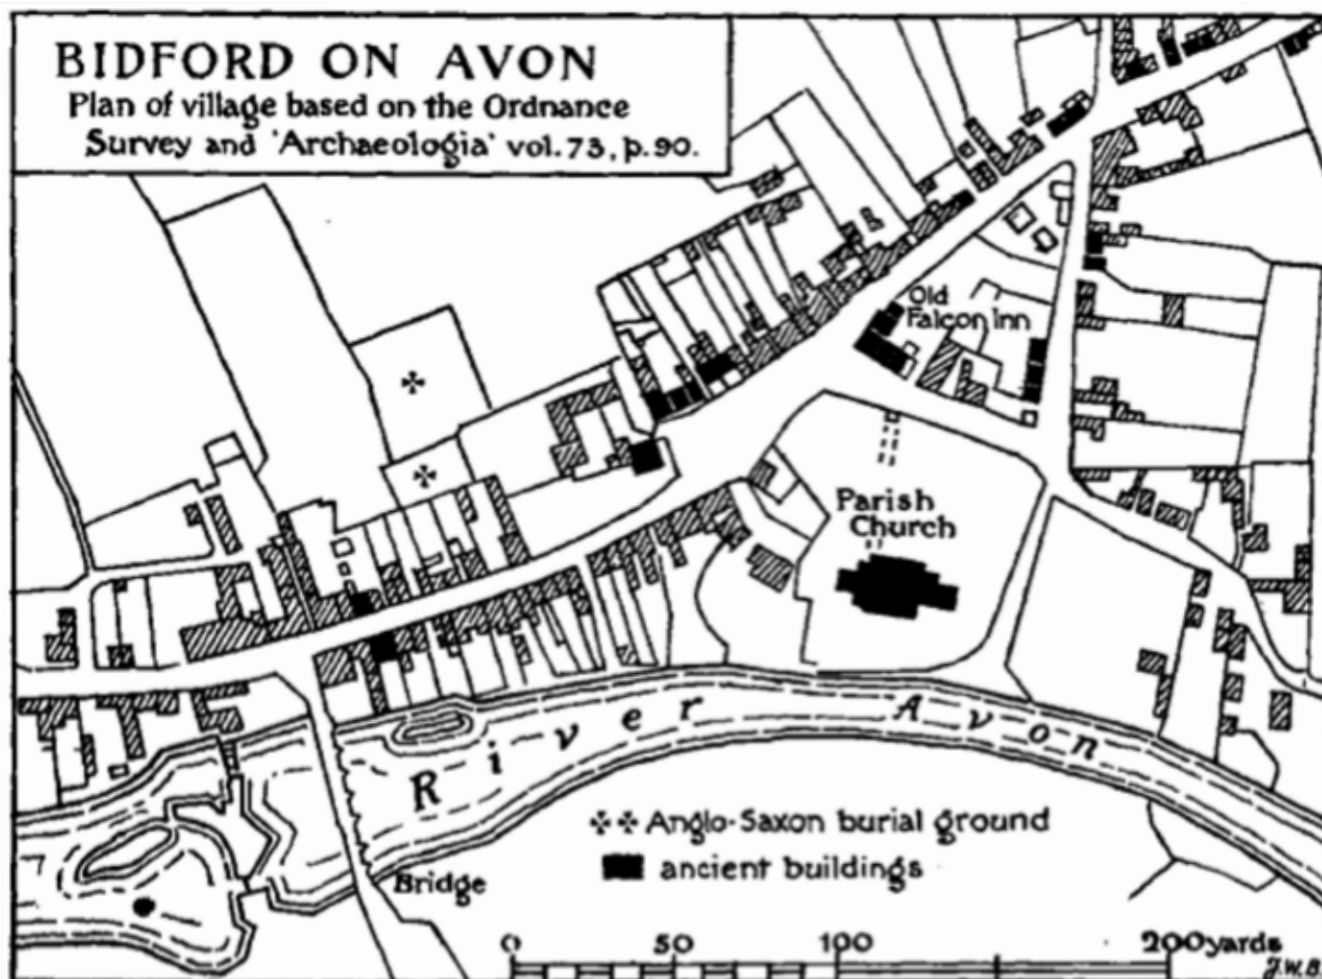 BIDFORD ON AVON
Plan of village based on the Ordnance
Survey and 'Archaeologia' vol. 73, p. 90.
Old
Falcon Inn
Parish
Church
River Avon
Anglo-Saxon burial ground
ancient buildings
Bridge
0 50 100 200 yards
J.W.B.